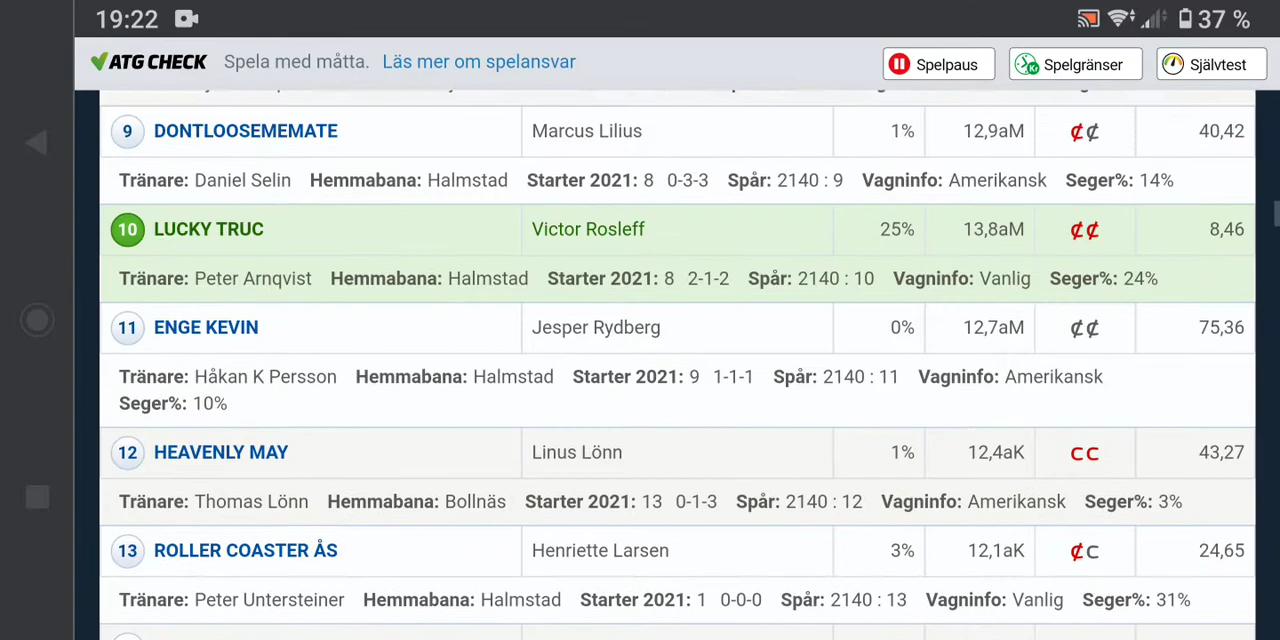 19:22 37 %
ATG CHECK Spela med måtta. Läs mer om spelansvar Spelpaus Spelgränser Självtest
9 DONTLOOSEMEMATE Marcus Lilius 1% 12,9aM ȼȼ 40,42
Tränare: Daniel Selin Hemmabana: Halmstad Starter 2021: 8 0-3-3 Spår: 2140 : 9 Vagninfo: Amerikansk Seger%: 14%
10 LUCKY TRUC Victor Rosleff 25% 13,8aM ȼȼ 8,46
Tränare: Peter Arnqvist Hemmabana: Halmstad Starter 2021: 8 2-1-2 Spår: 2140 : 10 Vagninfo: Vanlig Seger%: 24%
11 ENGE KEVIN Jesper Rydberg 0% 12,7aM ȼȼ 75,36
Tränare: Håkan K Persson Hemmabana: Halmstad Starter 2021: 9 1-1-1 Spår: 2140 : 11 Vagninfo: Amerikansk
Seger%: 10%
12 HEAVENLY MAY Linus Lönn 1% 12,4aK CC 43,27
Tränare: Thomas Lönn Hemmabana: Bollnäs Starter 2021: 13 0-1-3 Spår: 2140 : 12 Vagninfo: Amerikansk Seger%: 3%
13 ROLLER COASTER ÅS Henriette Larsen 3% 12,1aK ȼC 24,65
Tränare: Peter Untersteiner Hemmabana: Halmstad Starter 2021: 1 0-0-0 Spår: 2140 : 13 Vagninfo: Vanlig Seger%: 31%